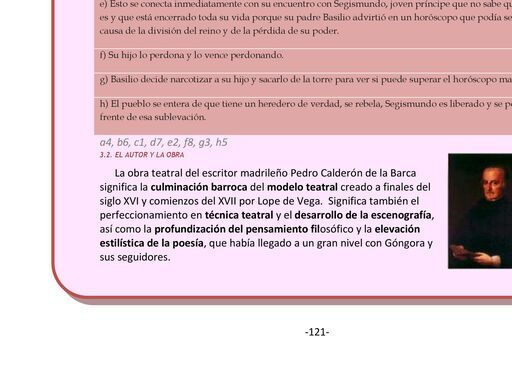 e) Esto se conecta inmediatamente con su encuentro con Segismundo, joven príncipe que no sabe
es y que está encerrado toda su vida porque su padre Basilio advirtió en un horóscopo que podía
causa de la división del reino y de la pérdida de su poder.
f) Su hijo lo perdona y lo vence perdonando.
g) Basilio decide narcotizar a su hijo y sacarlo de la torre para ver si puede superar el horóscopo
h) El pueblo se entera de que tiene un heredero de verdad, se rebela, Segismundo es liberado y se
frente de esa sublevación.
a4, b6, c1, d7, e2, f8, g3, h5
3.2. EL AUTOR Y LA OBRA
La obra teatral del escritor madrileño Pedro Calderón de la Barca
significa la culminación barroca del modelo teatral creado a finales del
siglo XVI y comienzos del XVII por Lope de Vega. Significa también el
perfeccionamiento en técnica teatral y el desarrollo de la escenografía,
así como la profundización del pensamiento filosófico y la elevación
estilística de la poesía, que había llegado a un gran nivel con Góngora y
sus seguidores.
-121-